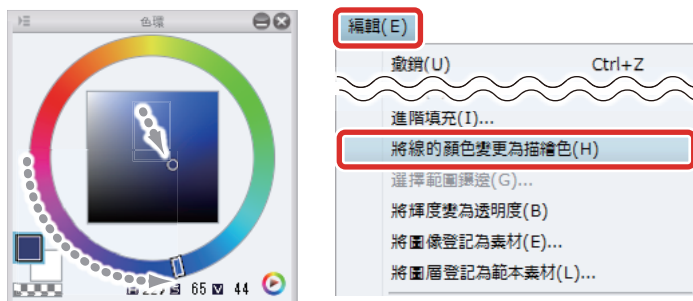 色環
65 V 44
編輯(E)
撤銷(U) Ctrl+Z
進階填充(I)...
將線的顏色變更為描繪色(H)
選擇範圍鑲邊(G)...
將輝度變為透明度(B)
將圖像登記為素材(E)...
將圖層登記為範本素材(L)...